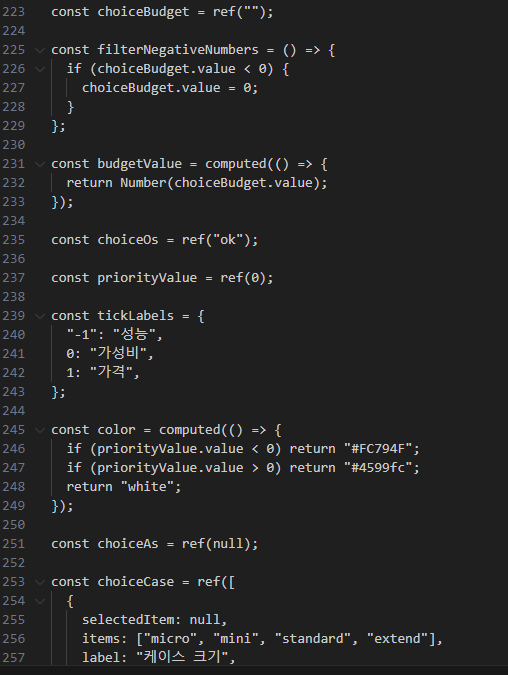 223 const choiceBudget = ref("");
224
225 const filterNegativeNumbers = () => {
226 if (choiceBudget.value < 0) {
227 choiceBudget.value = 0;
228 }
229 };
230
231 const budgetValue = computed(() => {
232 return Number(choiceBudget.value);
233 });
234
235 const choiceOs = ref("ok");
236
237 const priorityValue = ref(0);
238
239 const tickLabels = {
240 "-1": "성능",
241 0: "가성비",
242 1: "가격",
243 };
244
245 const color = computed(() => {
246 if (priorityValue.value < 0) return "#FC794F";
247 if (priorityValue.value > 0) return "#4599fc";
248 return "white";
249 });
250
251 const choiceAs = ref(null);
252
253 const choiceCase = ref([
254 {
255 selectedItem: null,
256 items: ["micro", "mini", "standard", "extend"],
257 label: "케이스 크기",